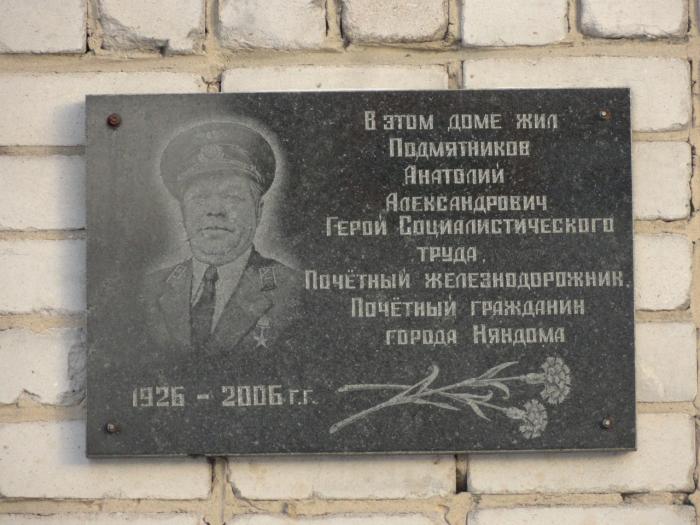 В этом доме жил
Подмятников
Анатолий
Александрович
Герой Социалистического
труда,
Почётный железнодорожник,
Почётный гражданин
города Няндома
1926 - 2006 г.г.